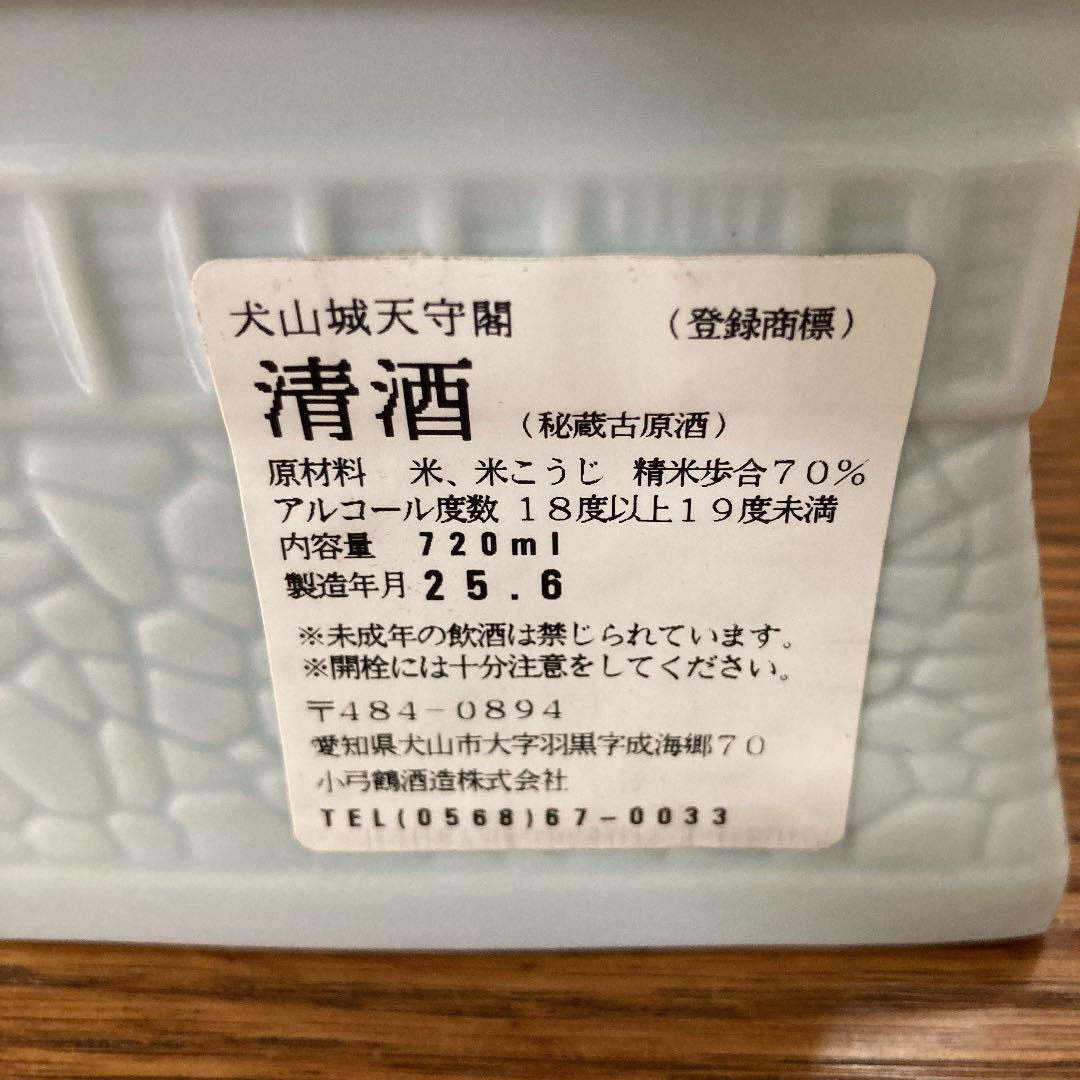 犬山城天守閣 (登録商標)
清酒 (秘蔵古原酒)
原材料 米、米こうじ 精米歩合70%
アルコール度数 18度以上19度未満
内容量 720ml
製造年月 25.6
※未成年の飲酒は禁じられています。
※開栓には十分注意をしてください。
〒484-0894
愛知県犬山市大字羽黒字成海郷70
小弓鶴酒造株式会社
TEL(0568)67-0033